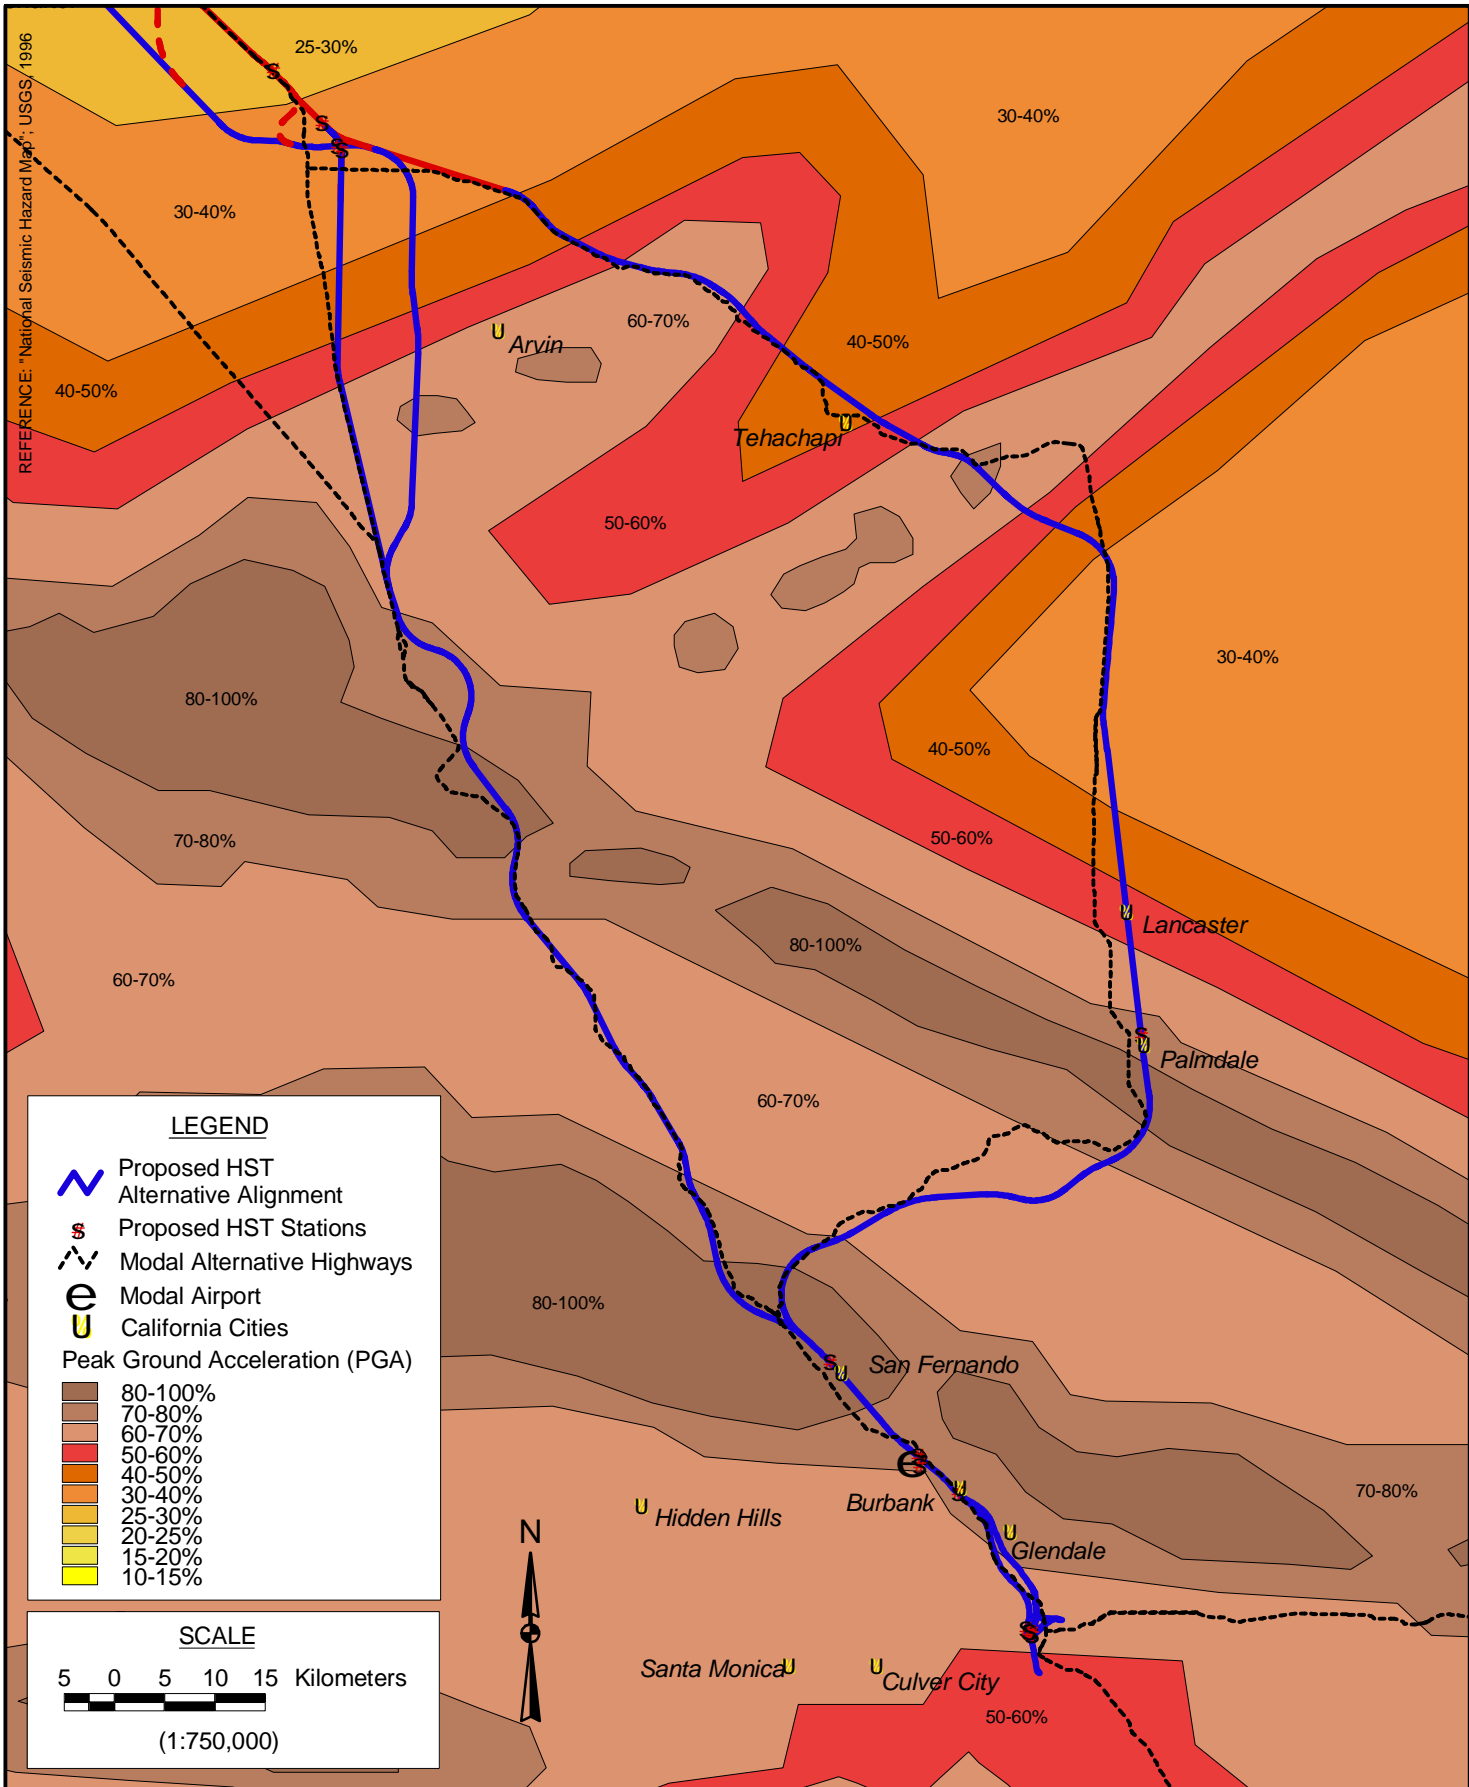 25-30%
REFERENCE: "National Seismic Hazard Map"; USGS, 1996
30-40%
30-40%
60-70%
Arvin
40-50%
40-50%
Tehachapi
50-60%
30-40%
80-100%
40-50%
70-80%
50-60%
Lancaster
80-100%
60-70%
Palmdale
60-70%
80-100%
San Fernando
70-80%
Burbank
Hidden Hills
Glendale
Santa Monica
Culver City
50-60%
N
LEGEND
Proposed HST
Alternative Alignment
S Proposed HST Stations
Modal Alternative Highways
e Modal Airport
U California Cities
Peak Ground Acceleration (PGA)
80-100%
70-80%
60-70%
50-60%
40-50%
30-40%
25-30%
20-25%
15-20%
10-15%
SCALE
5 0 5 10 15 Kilometers
(1:750,000)